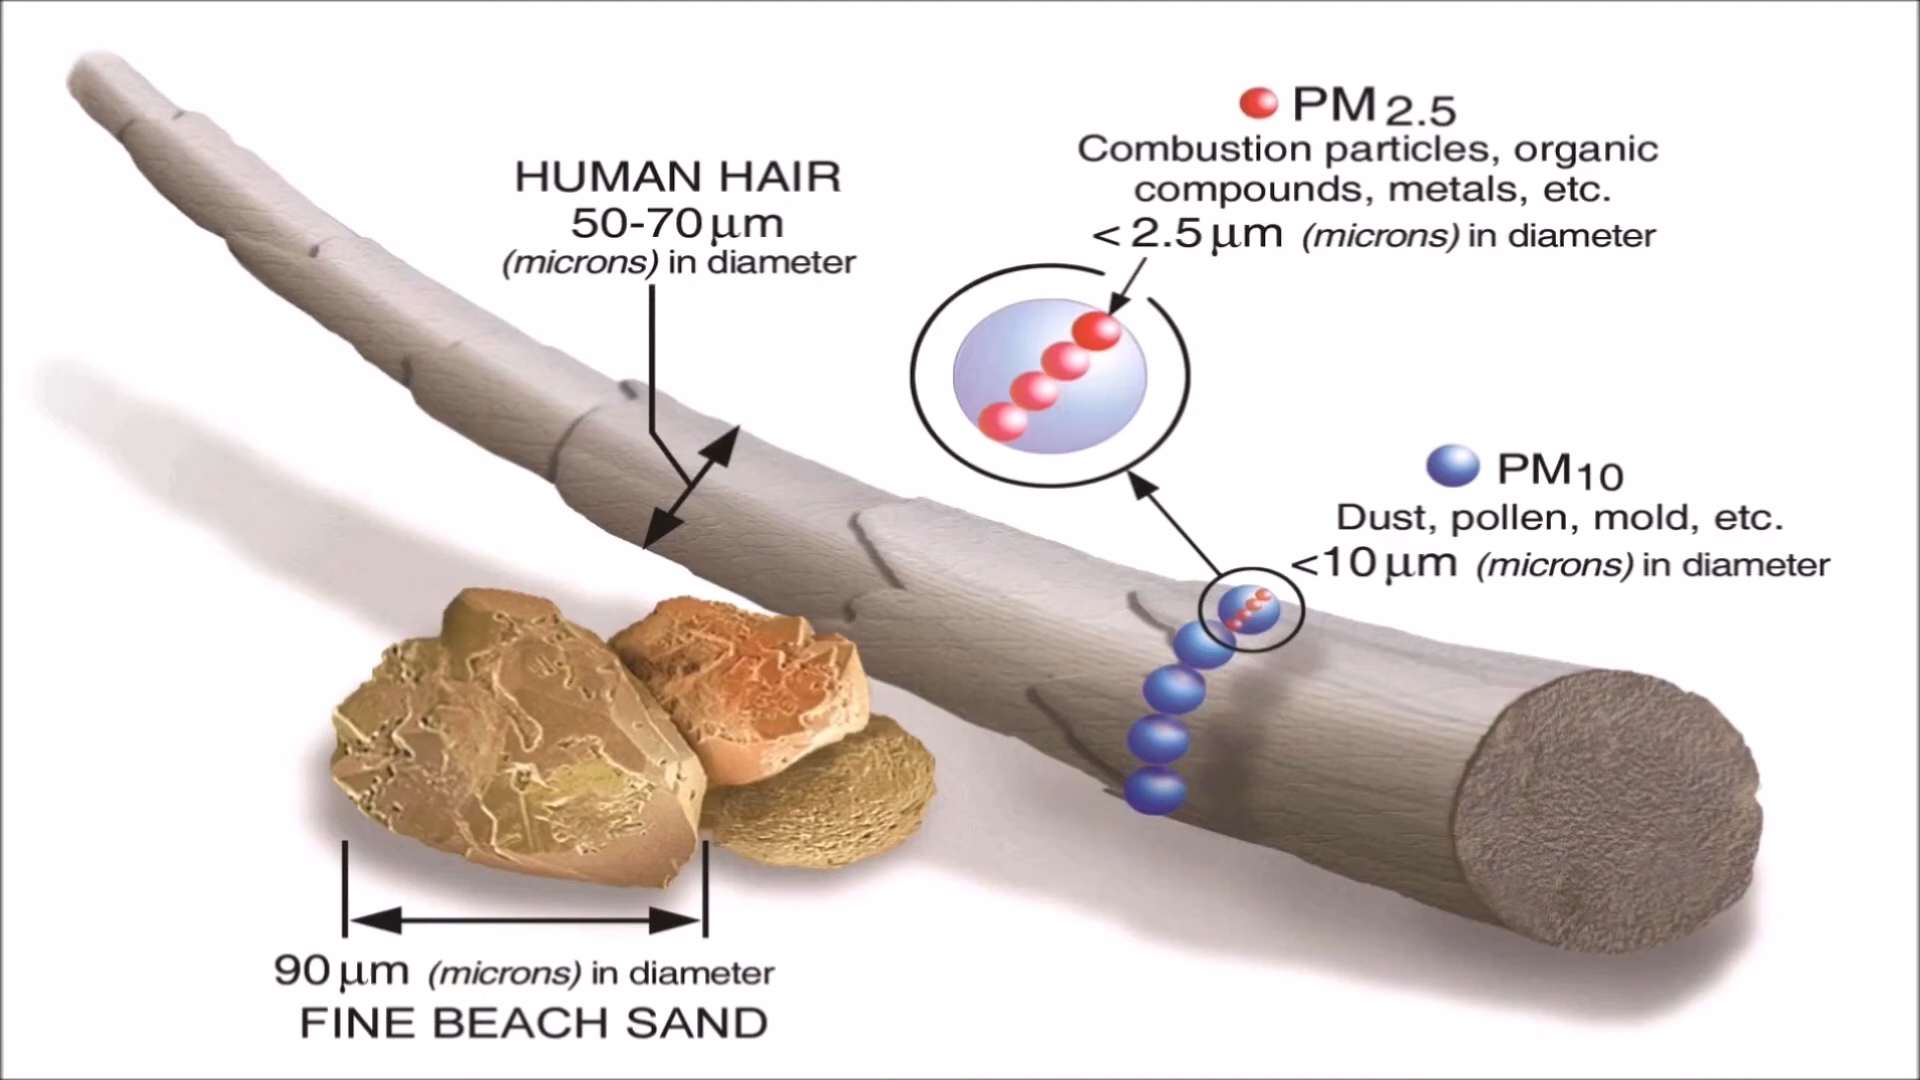 HUMAN HAIR
50-70 μm
(microns) in diameter
PM 2.5
Combustion particles, organic
compounds, metals, etc.
< 2.5 μm (microns) in diameter
PM10
Dust, pollen, mold, etc.
<10 μm (microns) in diameter
90 μm (microns) in diameter
FINE BEACH SAND